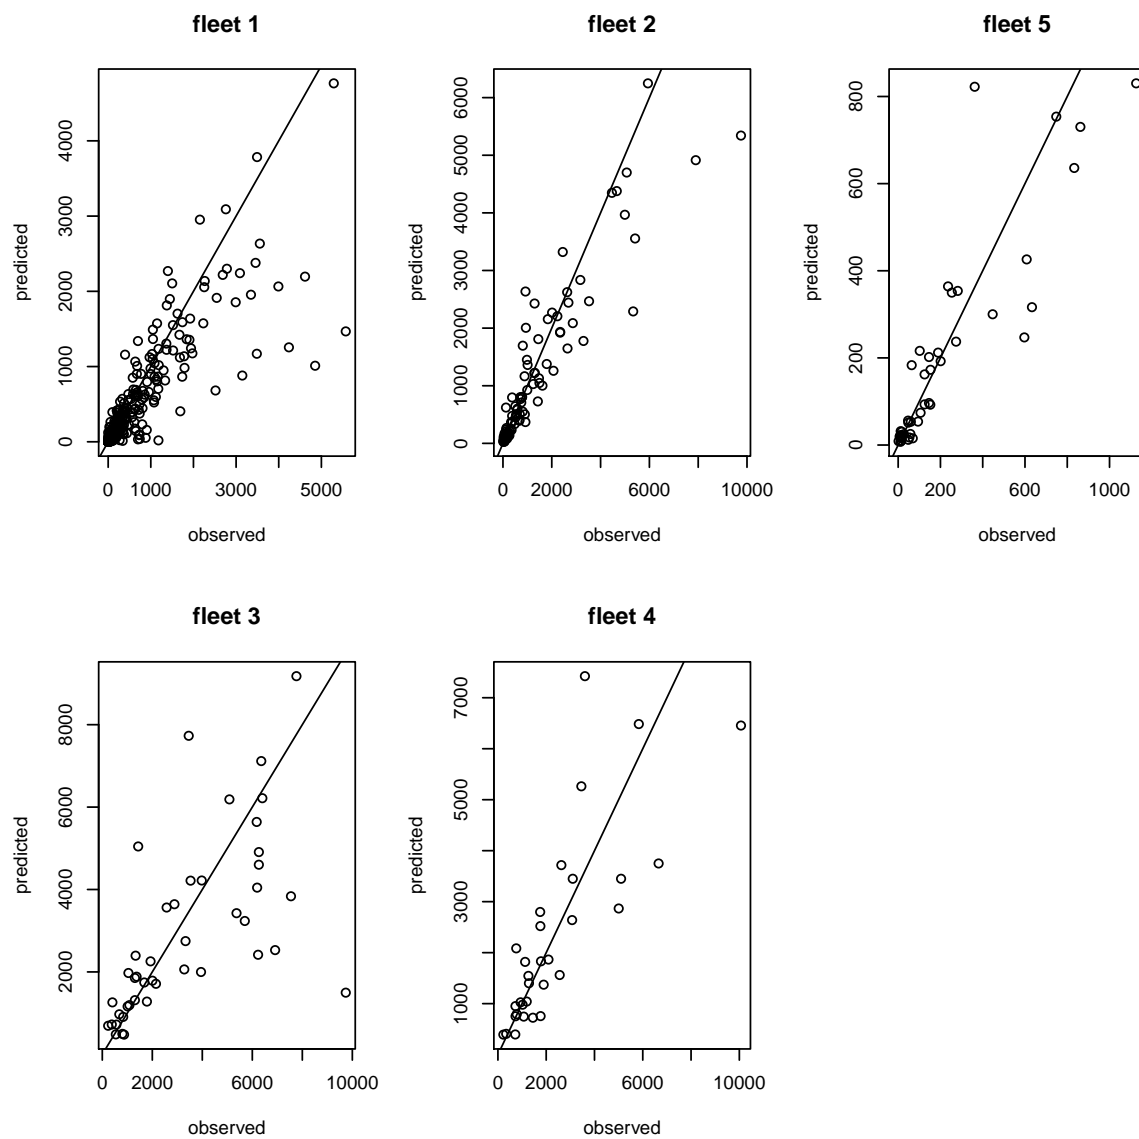 fleet 1
fleet 2
fleet 5
predicted
0 1000 2000 3000 4000
0 1000 3000 5000
observed
predicted
0 1000 2000 3000 4000 5000 6000
0 2000 6000 10000
observed
predicted
0 200 400 600 800
0 200 600 1000
observed
fleet 3
fleet 4
predicted
2000 4000 6000 8000
0 2000 6000 10000
observed
predicted
1000 3000 5000 7000
0 2000 6000 10000
observed